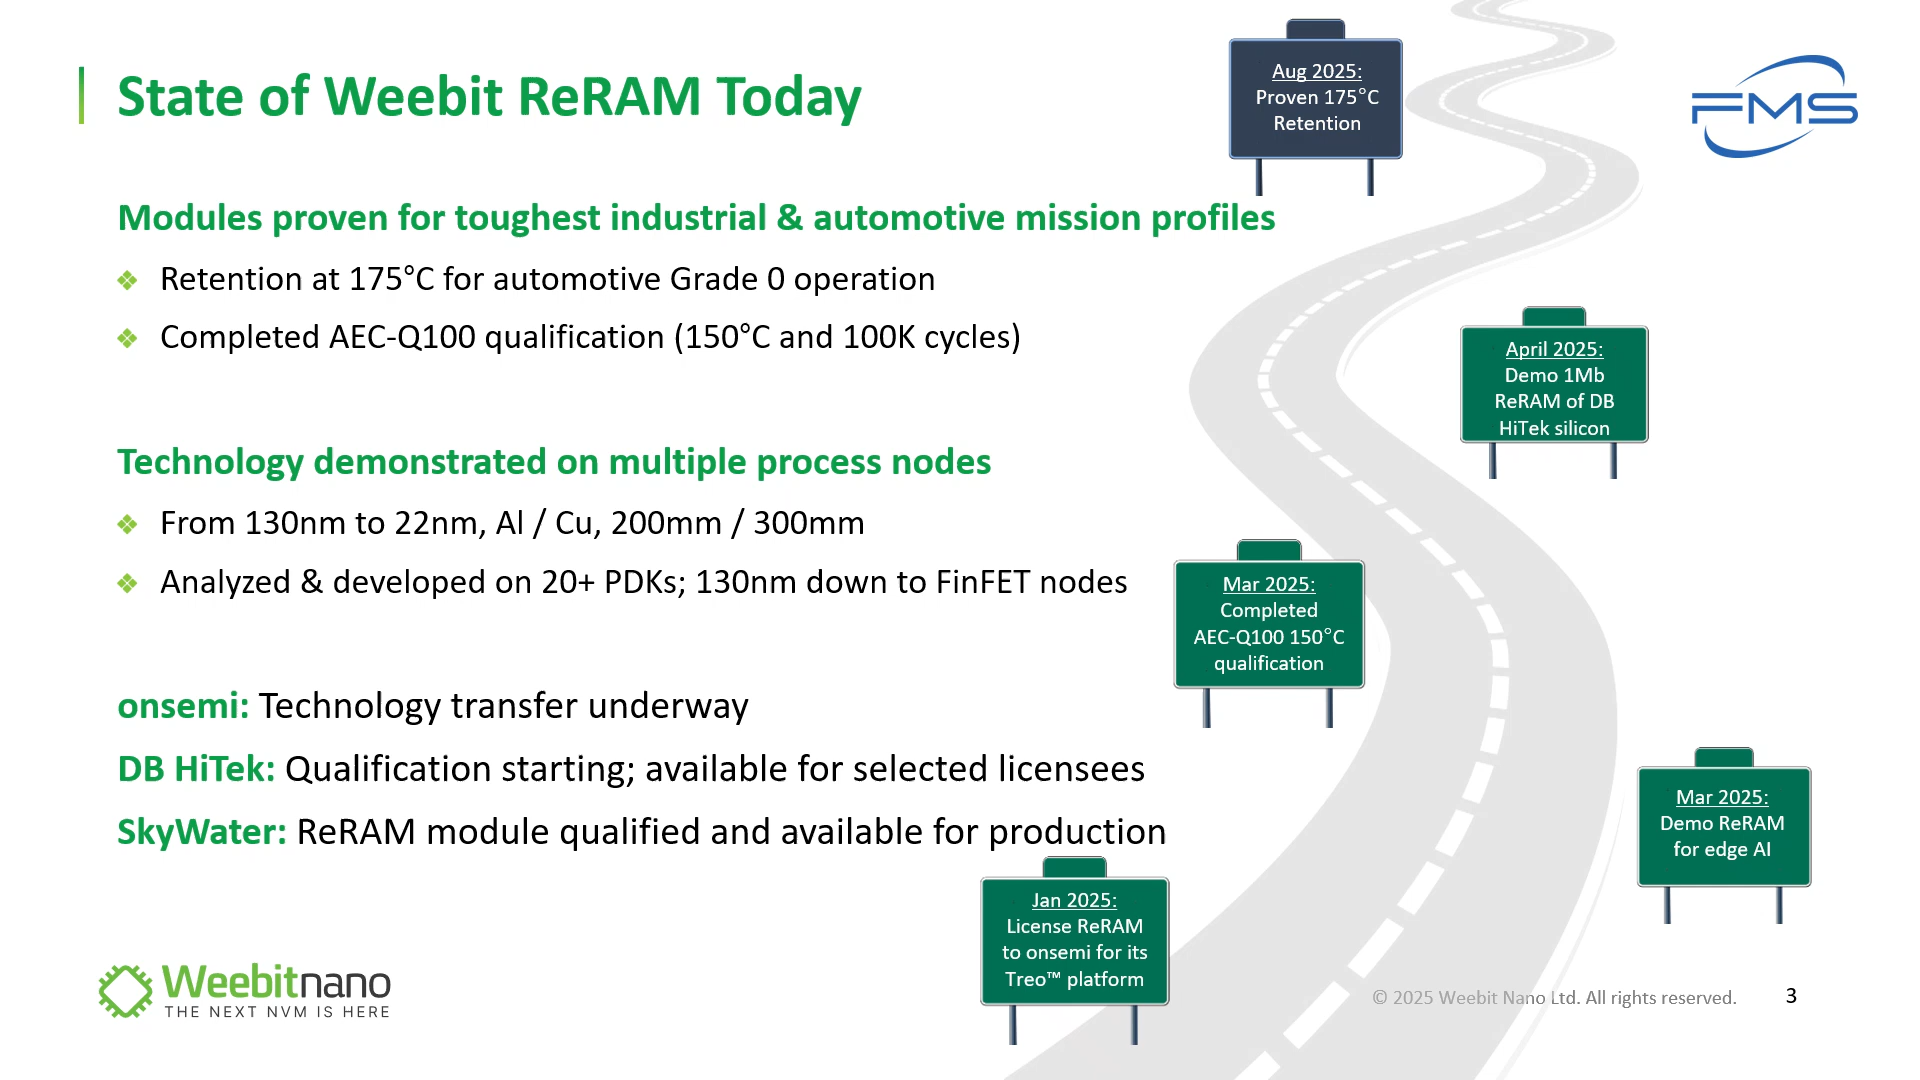 State of Weebit ReRAM Today
Modules proven for toughest industrial & automotive mission profiles
Retention at 175°C for automotive Grade 0 operation
Completed AEC-Q100 qualification (150°C and 100K cycles)
Technology demonstrated on multiple process nodes
From 130nm to 22nm, Al / Cu, 200mm / 300mm
Analyzed & developed on 20+ PDKs; 130nm down to FinFET nodes
onsemi: Technology transfer underway
DB HiTek: Qualification starting; available for selected licensees
SkyWater: ReRAM module qualified and available for production
Aug 2025:
Proven 175°C
Retention
FMS
April 2025:
Demo 1Mb
ReRAM of DB
HiTek silicon
Mar 2025:
Completed
AEC-Q100 150°C
qualification
Mar 2025:
Demo ReRAM
for edge AI
Jan 2025:
License ReRAM
to onsemi for its
Treo™ platform
Weebitnano
THE NEXT NVM IS HERE
© 2025 Weebit Nano Ltd. All rights reserved.
3